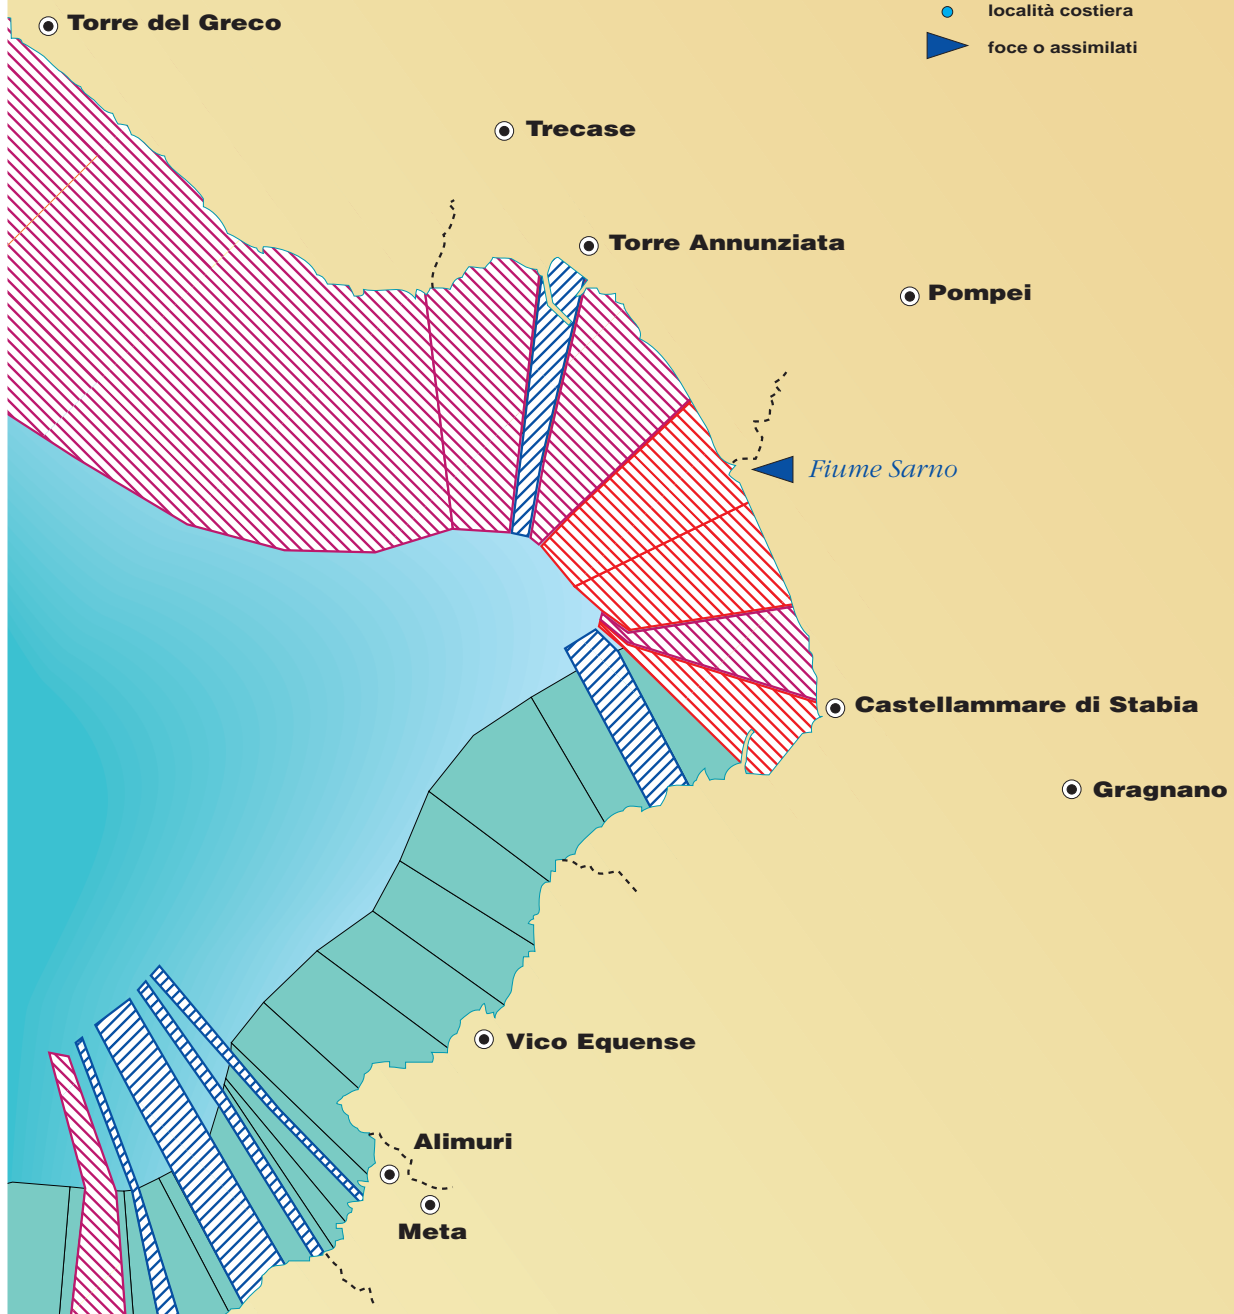 Torre del Greco
località costiera
foce o assimilati
Trecase
Torre Annunziata
Pompei
Fiume Sarno
Castellammare di Stabia
Gragnano
Vico Equense
Alimuri
Meta